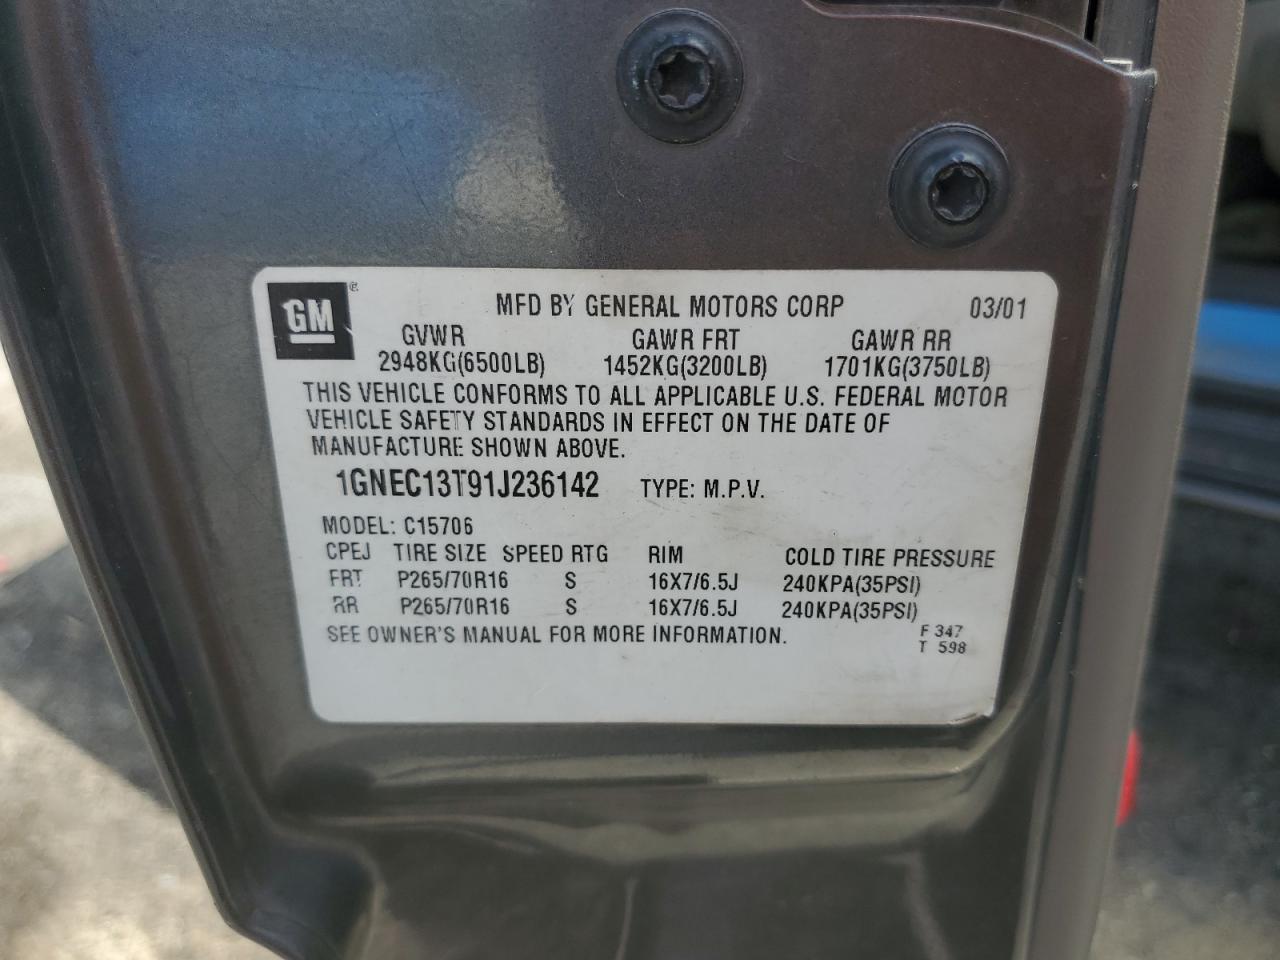 GM®
MFD BY GENERAL MOTORS CORP 03/01
GVWR GAWR FRT GAWR RR
2948KG(6500LB) 1452KG(3200LB) 1701KG(3750LB)
THIS VEHICLE CONFORMS TO ALL APPLICABLE U.S. FEDERAL MOTOR
VEHICLE SAFETY STANDARDS IN EFFECT ON THE DATE OF
MANUFACTURE SHOWN ABOVE.
1GNEC13T91J236142 TYPE: M.P.V.
MODEL: C15706
CPEJ TIRE SIZE SPEED RTG RIM COLD TIRE PRESSURE
FRT P265/70R16 S 16X7/6.5J 240KPA(35PSI)
RR P265/70R16 S 16X7/6.5J 240KPA(35PSI)
SEE OWNER'S MANUAL FOR MORE INFORMATION. F 347
T 598